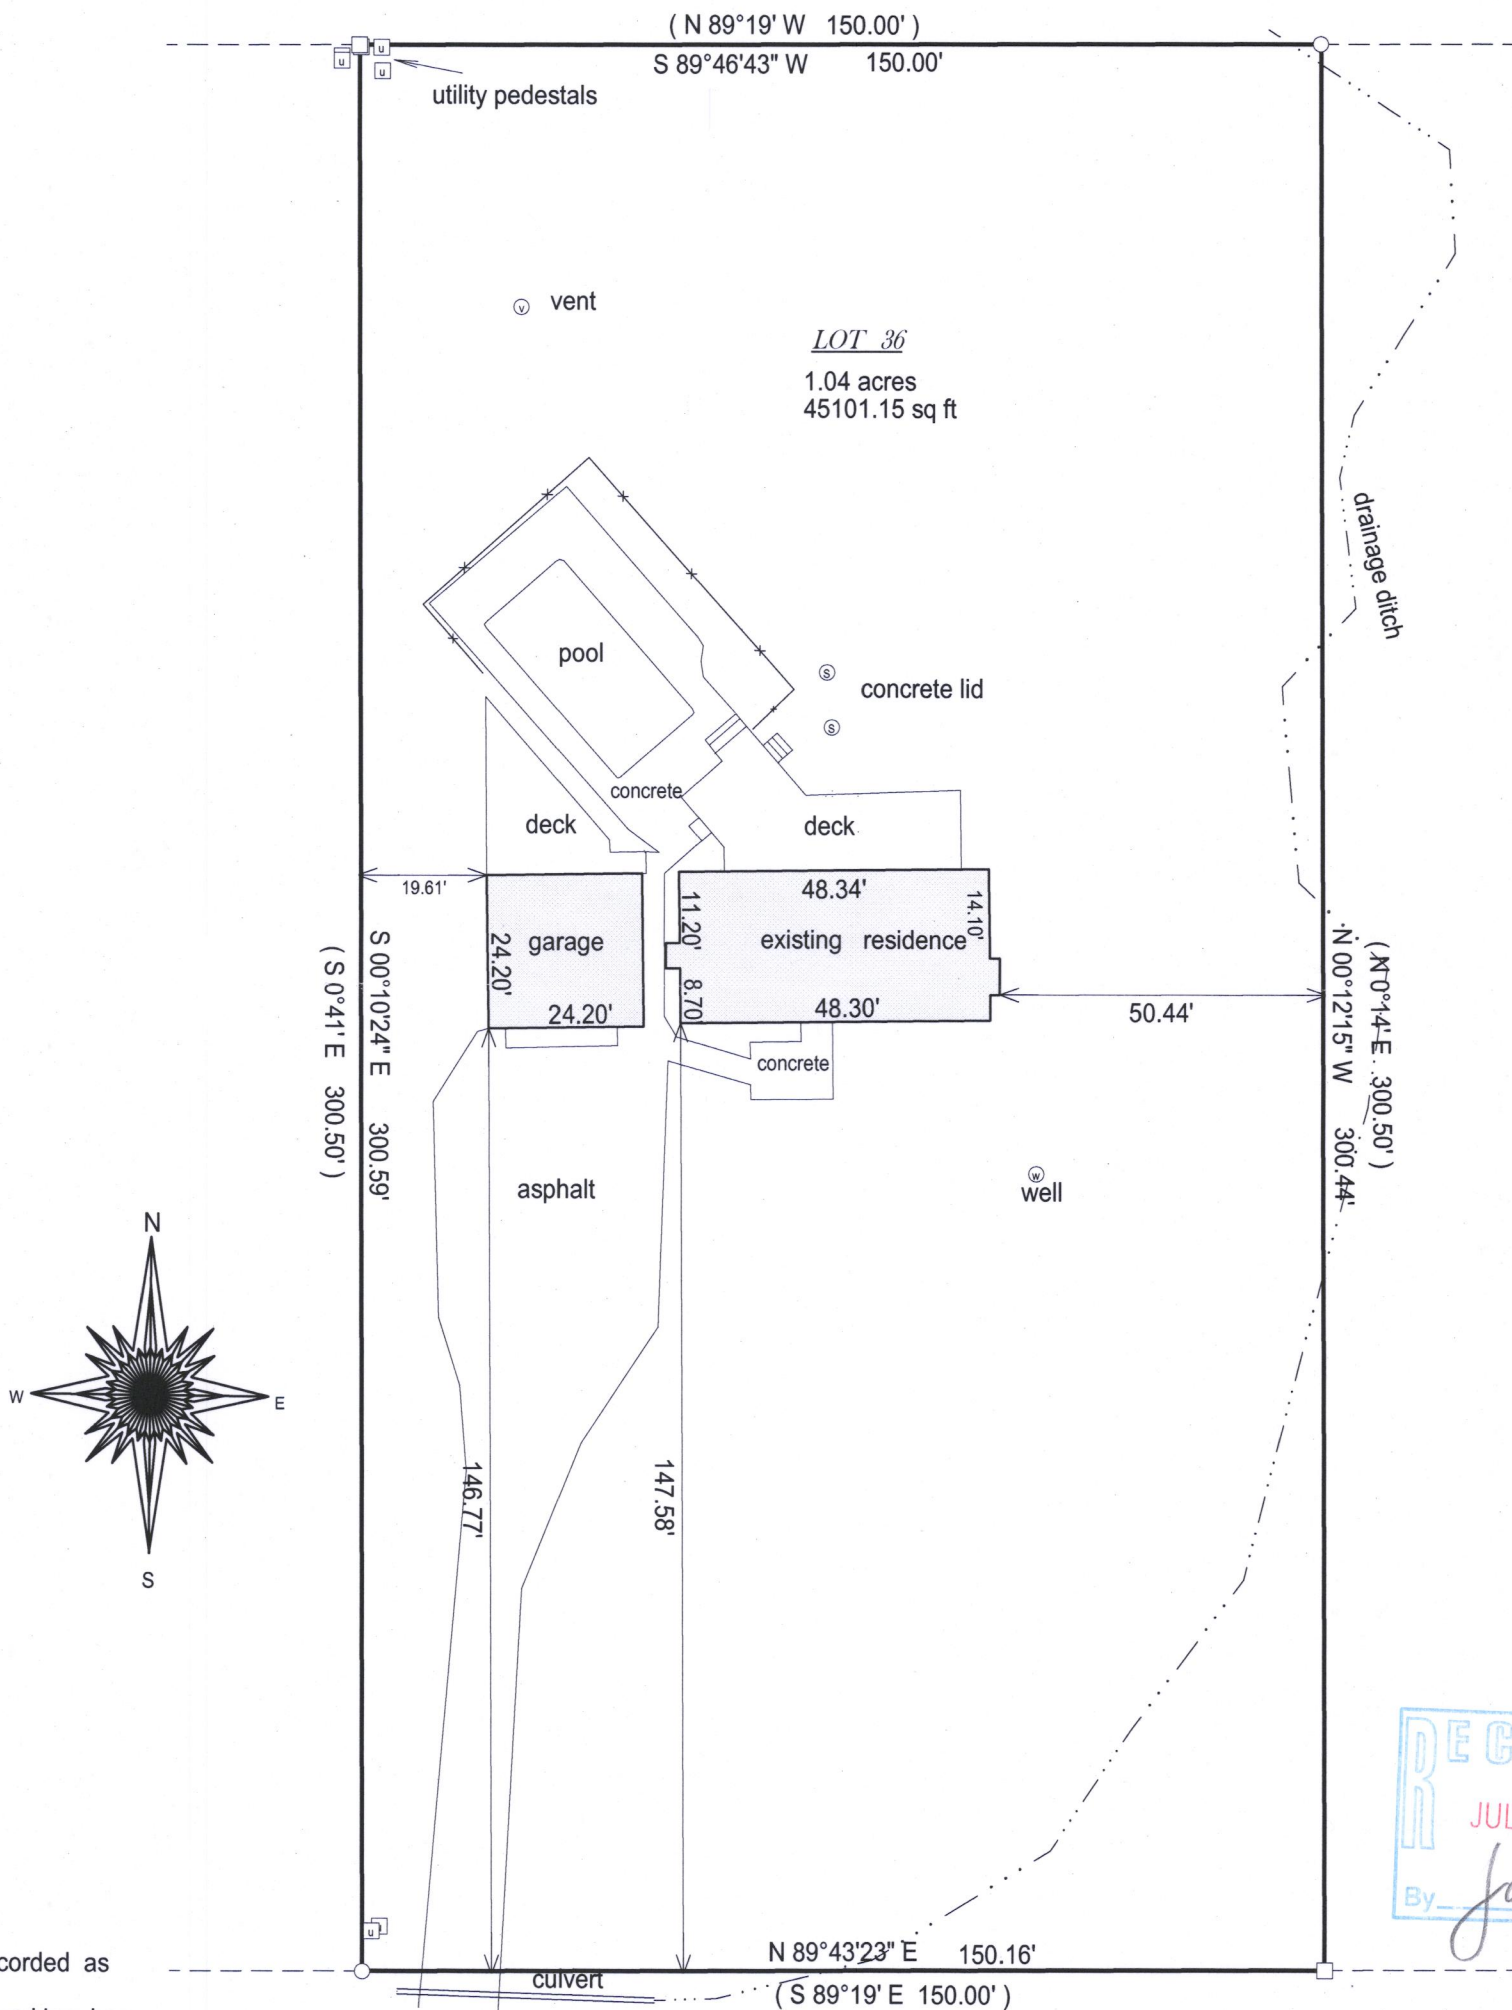 ( N 89°19' W 150.00' )
S 89°46'43" W 150.00'
u
u
u
utility pedestals
v vent
LOT 36
1.04 acres
45101.15 sq ft
drainage ditch
pool
s
concrete lid
s
concrete
deck
deck
19.61'
48.34'
11.20'
14.10'
garage
existing residence
24.20'
24.20'
8.70'
48.30'
50.44'
S 00°10'24" E 300.59'
( S 0°41' E 300.50' )
N 00°12'15" W 300.44'
( N 0°14' E 300.50' )
concrete
asphalt
w
well
N
W
E
S
146.77'
147.58'
REC
JUL
By
u
N 89°43'23" E 150.16'
culvert
( S 89°19' E 150.00' )
corded as